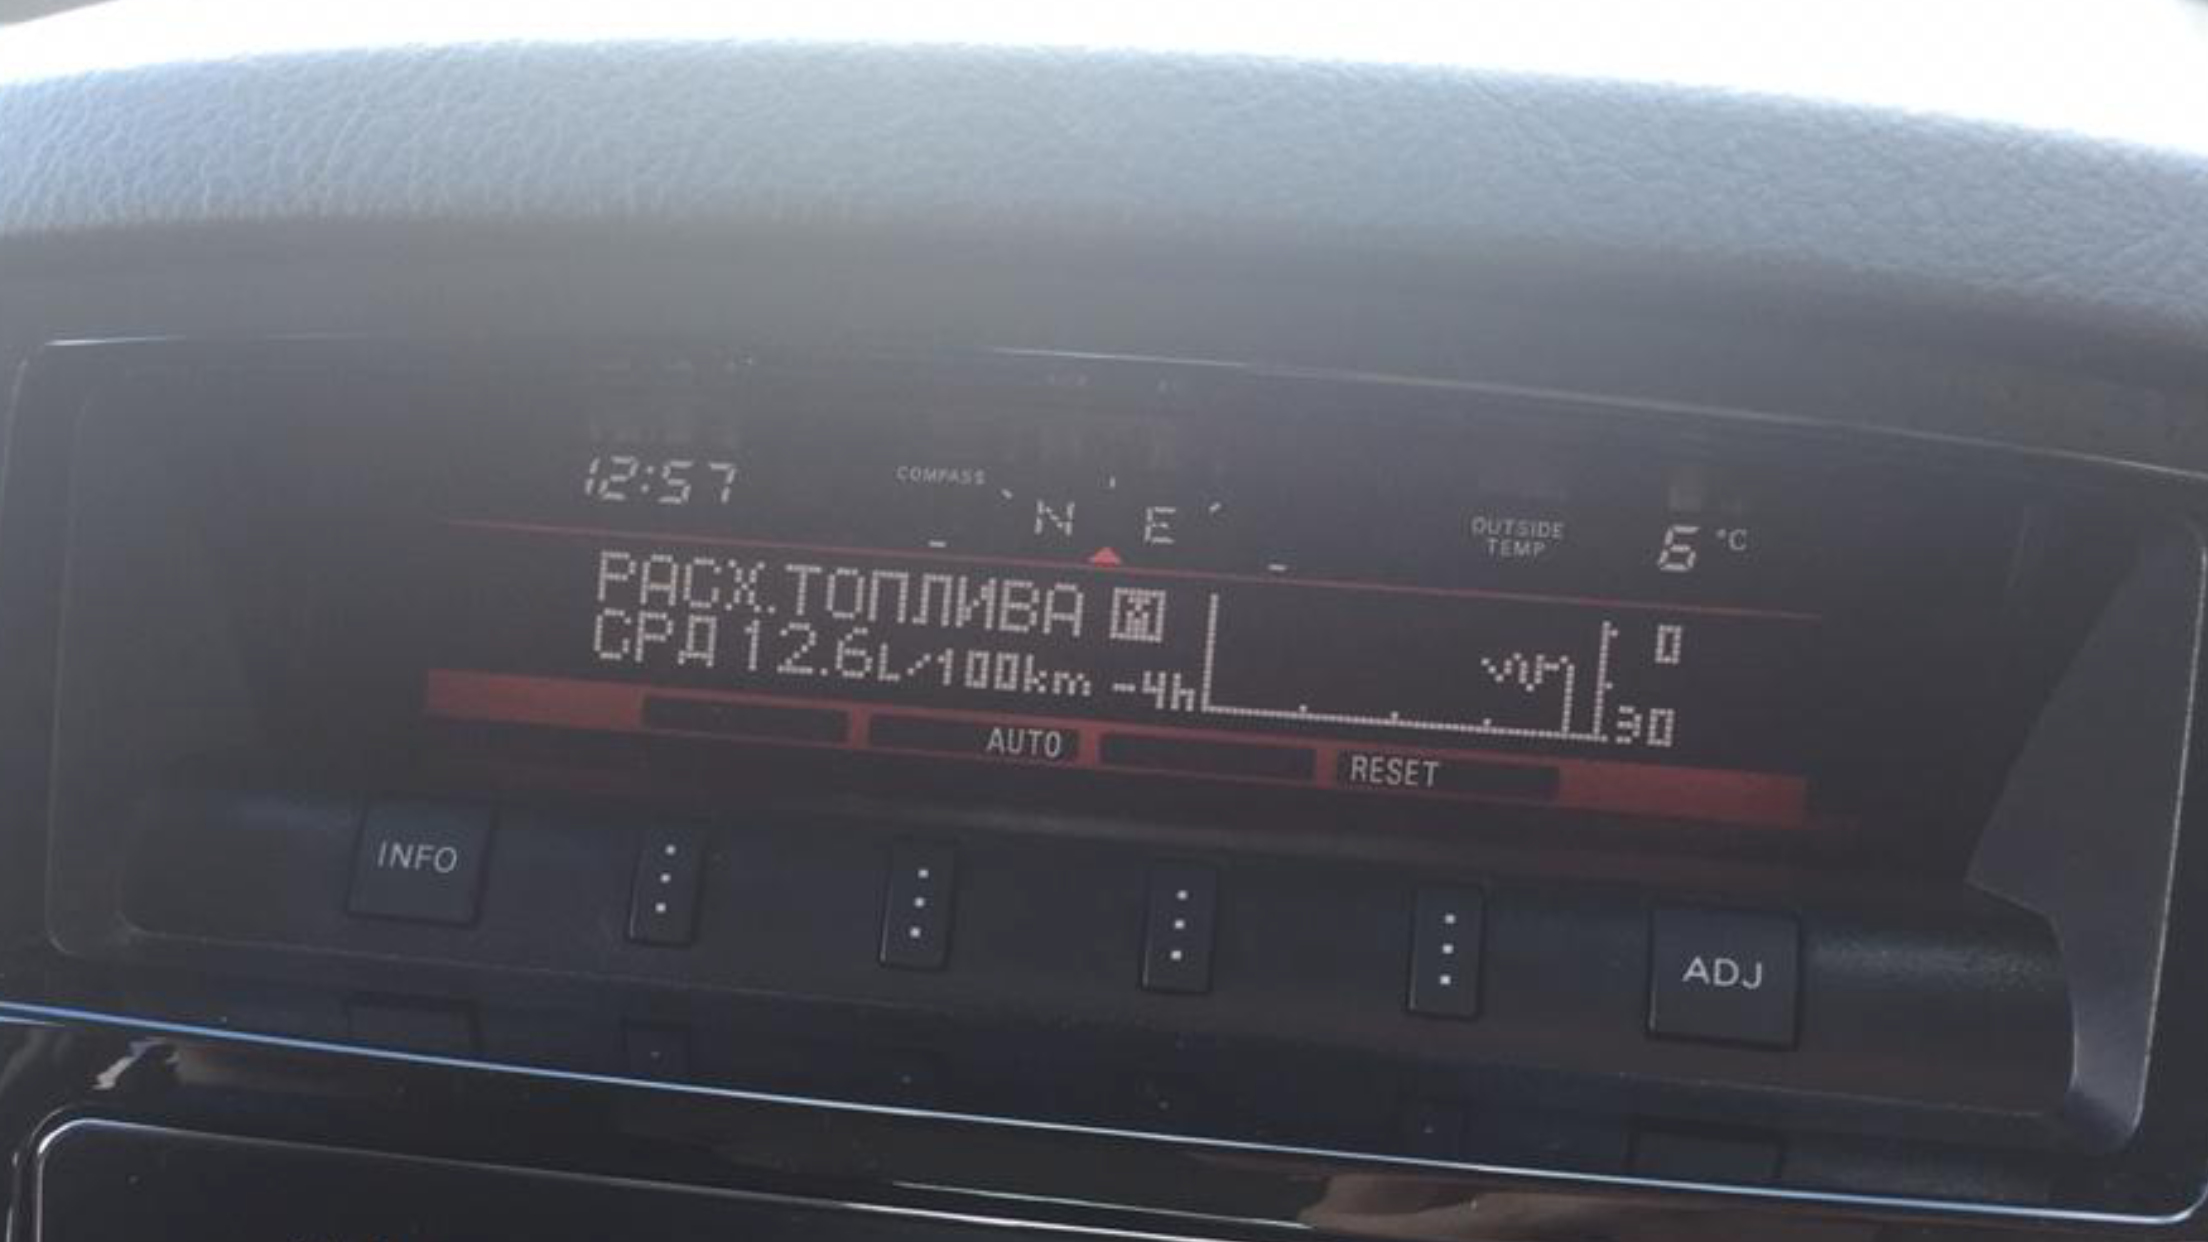 12:57
COMPASS
N E
OUTSIDE
TEMP
6 °C
РАСХ.ТОПЛИВА M
СРД 12.6L/100km -4h
0
30
AUTO
RESET
INFO
ADJ